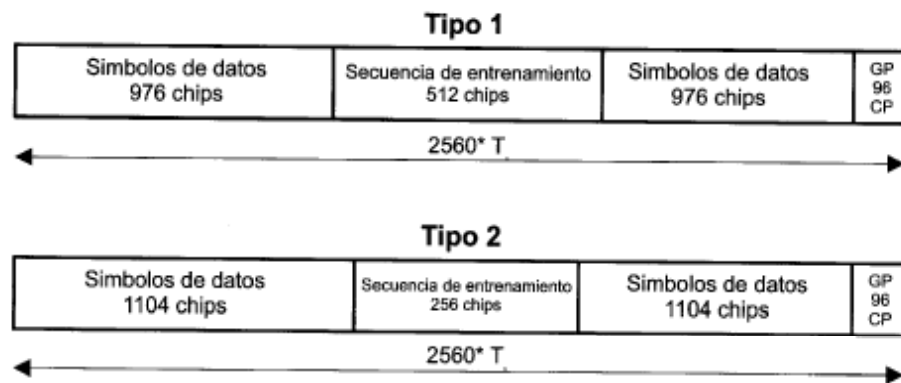 Tipo 1
Simbolos de datos
976 chips
Secuencia de entrenamiento
512 chips
Simbolos de datos
976 chips
GP
96
CP
2560* T
Tipo 2
Simbolos de datos
1104 chips
Secuencia de entrenamiento
256 chips
Simbolos de datos
1104 chips
GP
96
CP
2560* T